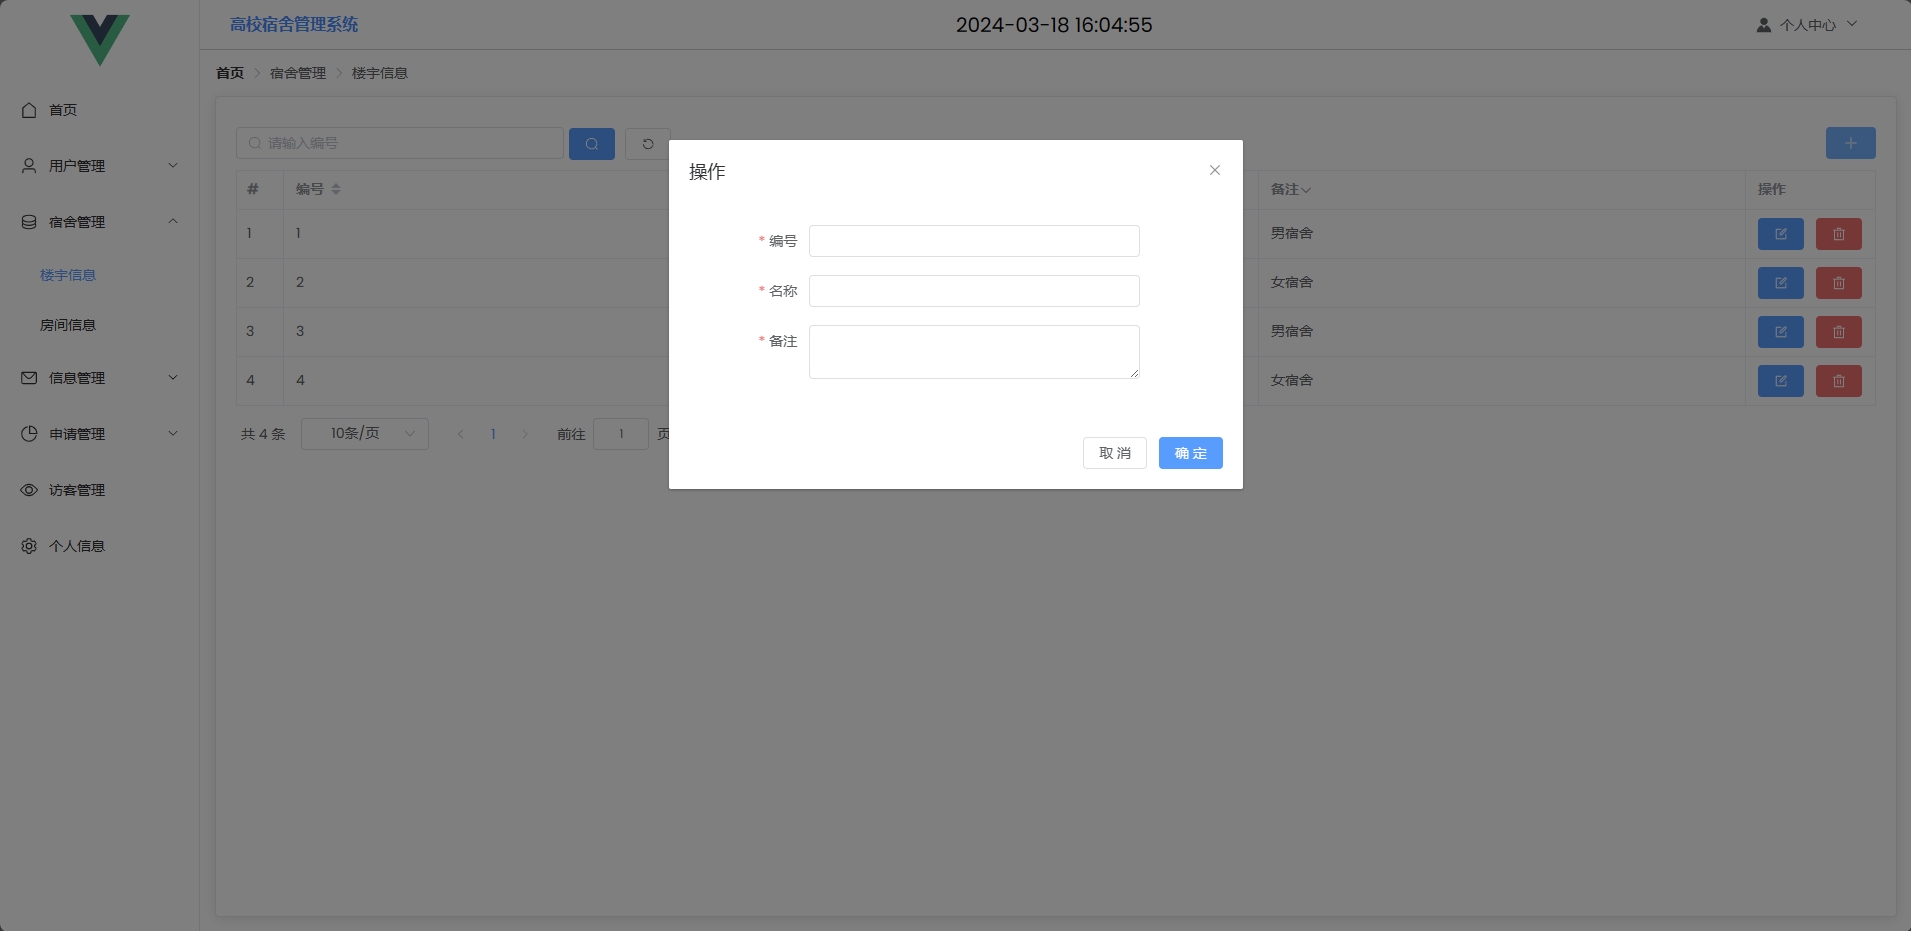 高校宿舍管理系统
2024-03-18 16:04:55
个人中心
首页
用户管理
宿舍管理
楼宇信息
房间信息
信息管理
申请管理
访客管理
个人信息
首页 宿舍管理 楼宇信息
请输入编号
# 编号 备注 操作
1 1 男宿舍
2 2 女宿舍
3 3 男宿舍
4 4 女宿舍
共 4 条 10条/页 1 前往 1 页
操作
* 编号
* 名称
* 备注
取 消 确 定